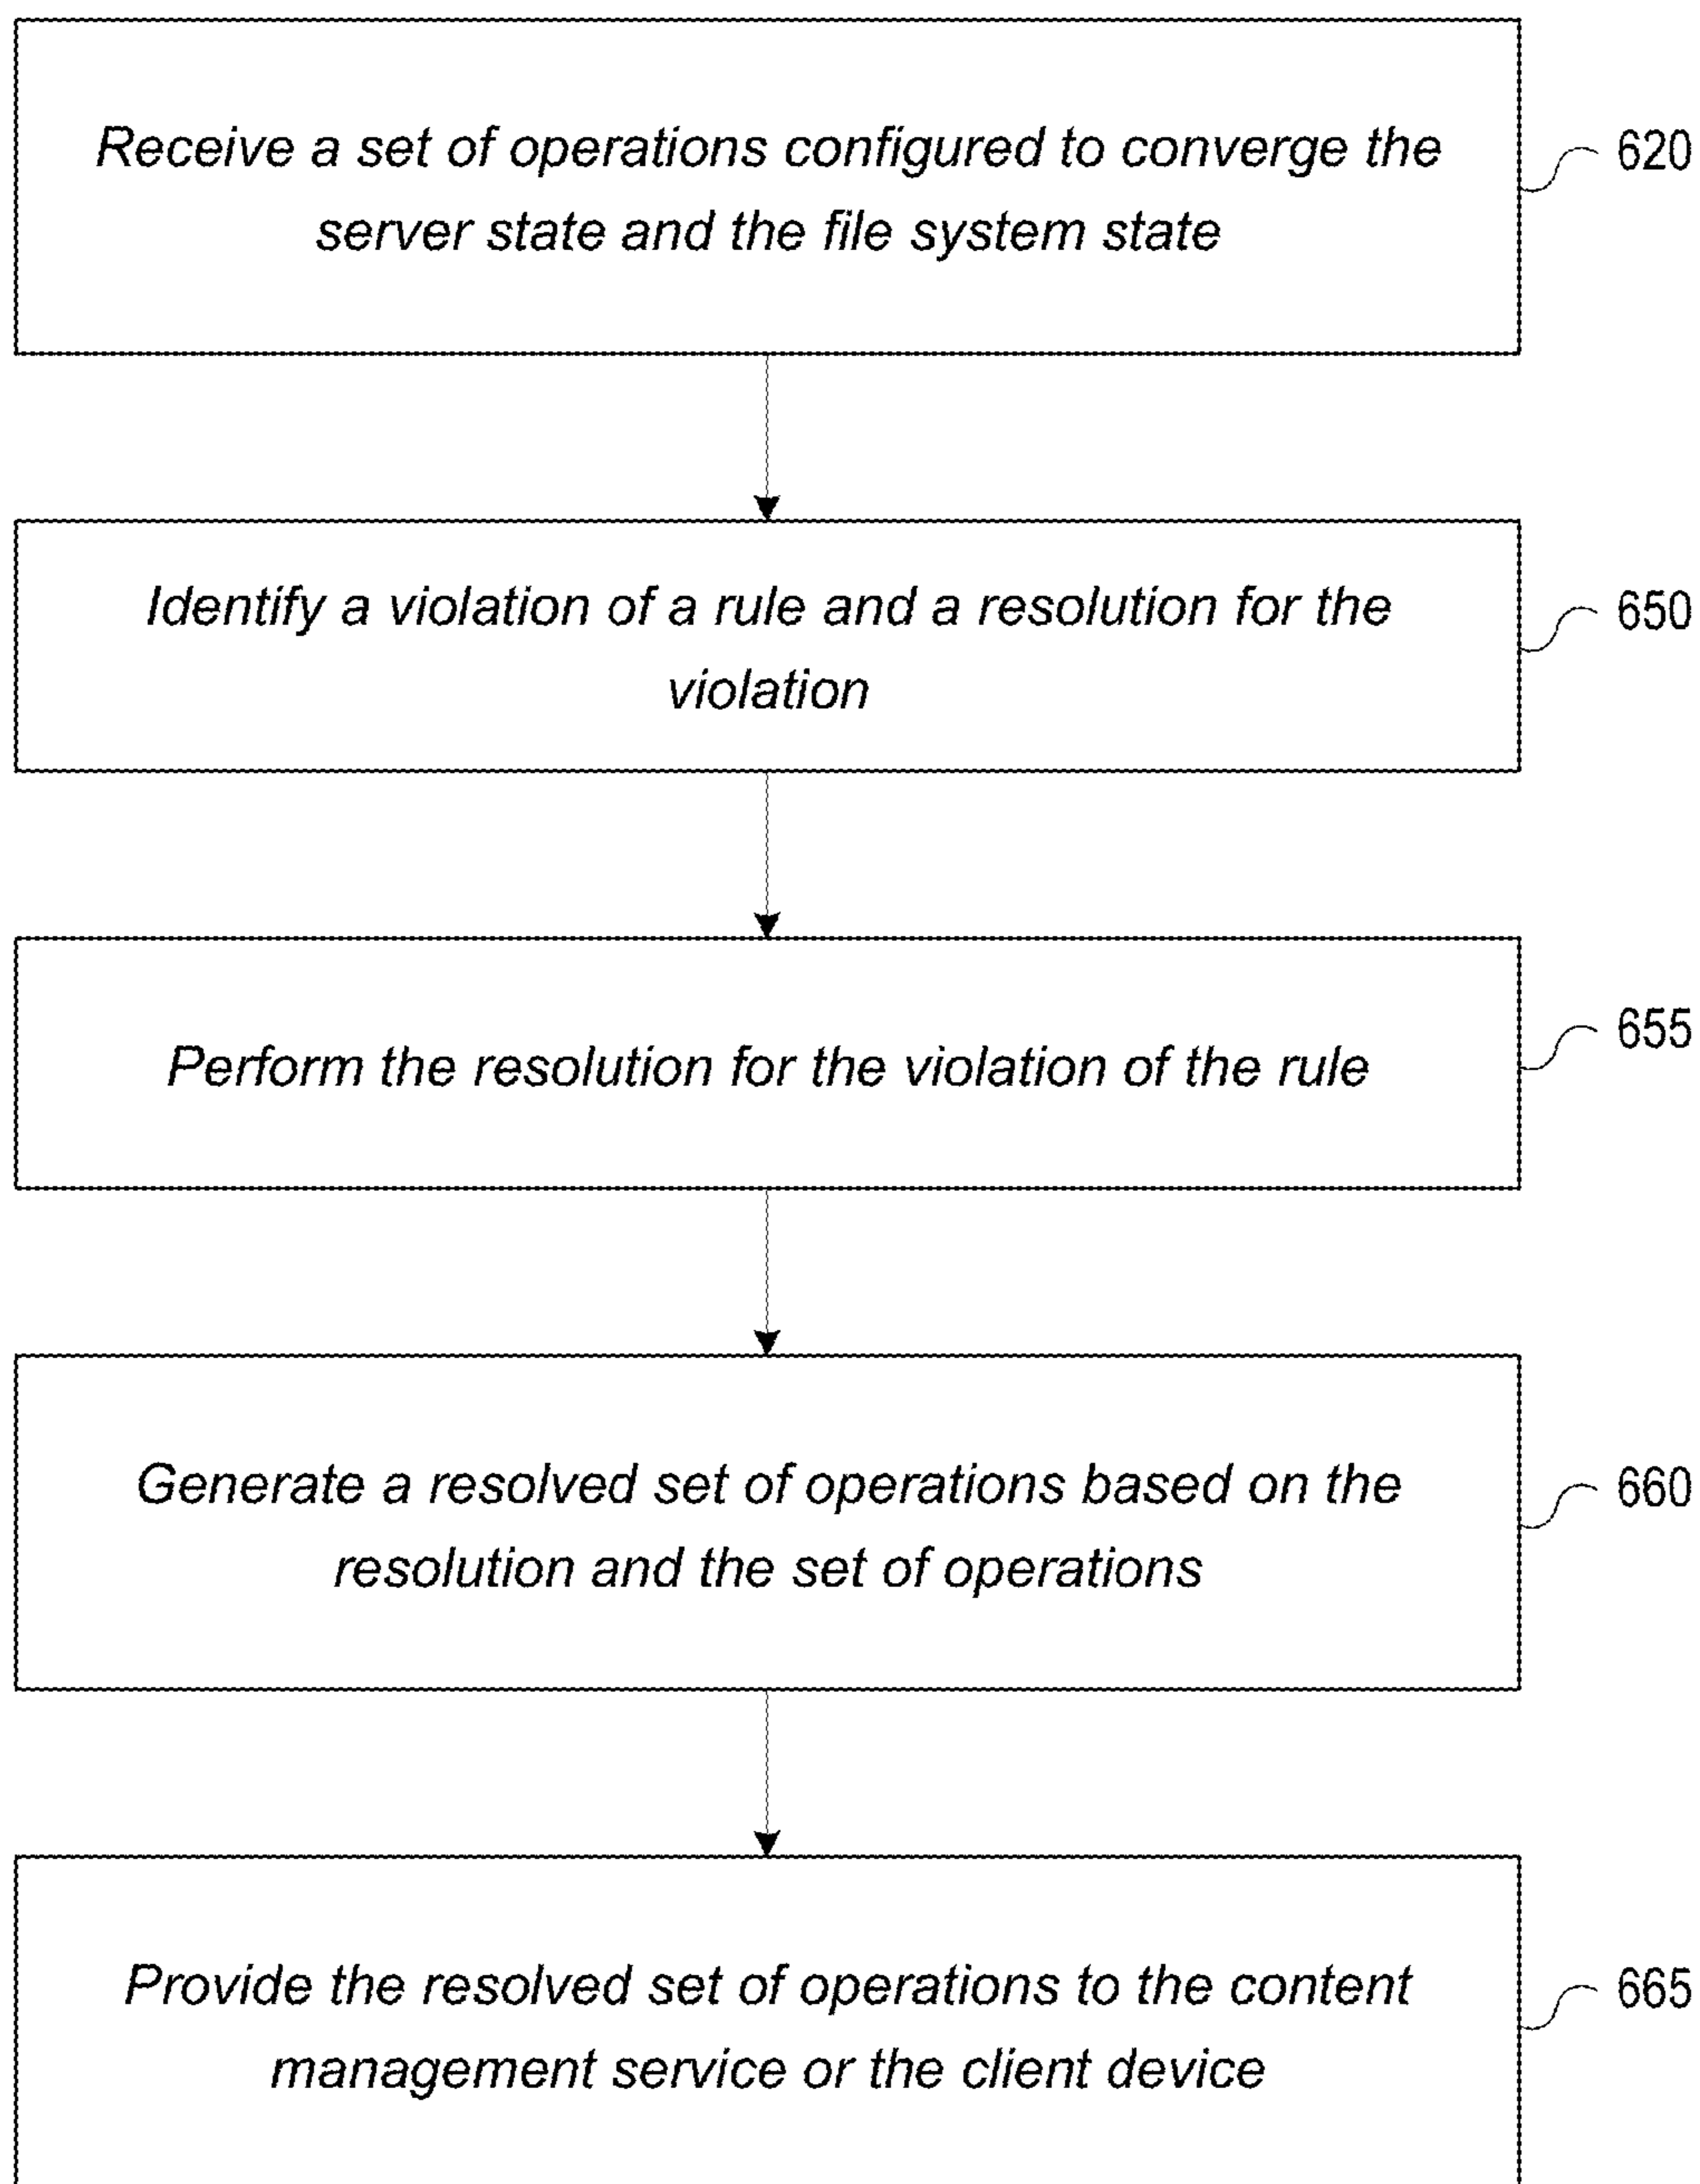 Receive a set of operations configured to converge the
server state and the file system state
620
Identify a violation of a rule and a resolution for the
violation
650
Perform the resolution for the violation of the rule
655
Generate a resolved set of operations based on the
resolution and the set of operations
660
Provide the resolved set of operations to the content
management service or the client device
665